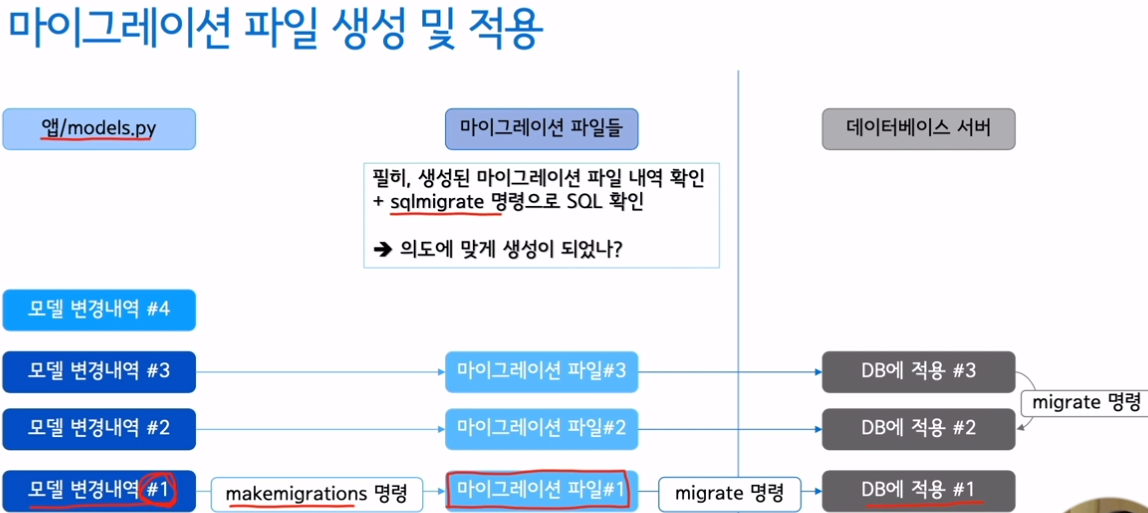 마이그레이션 파일 생성 및 적용
앱/models.py
마이그레이션 파일들
데이터베이스 서버
필히, 생성된 마이그레이션 파일 내역 확인
+ sqlmigrate 명령으로 SQL 확인
➔ 의도에 맞게 생성이 되었나?
모델 변경내역 #4
모델 변경내역 #3
마이그레이션 파일#3
DB에 적용 #3
migrate 명령
모델 변경내역 #2
마이그레이션 파일#2
DB에 적용 #2
모델 변경내역 #1
makemigrations 명령
마이그레이션 파일#1
migrate 명령
DB에 적용 #1